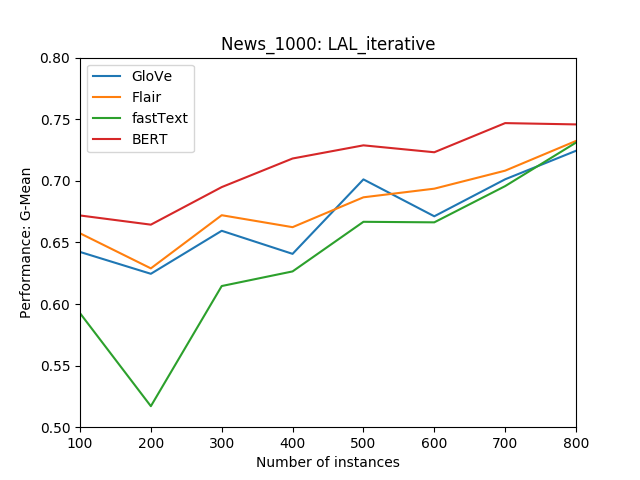 News_1000: LAL_iterative
GloVe
Flair
fastText
BERT
Performance: G-Mean
0.80
0.75
0.70
0.65
0.60
0.55
0.50
100 200 300 400 500 600 700 800
Number of instances